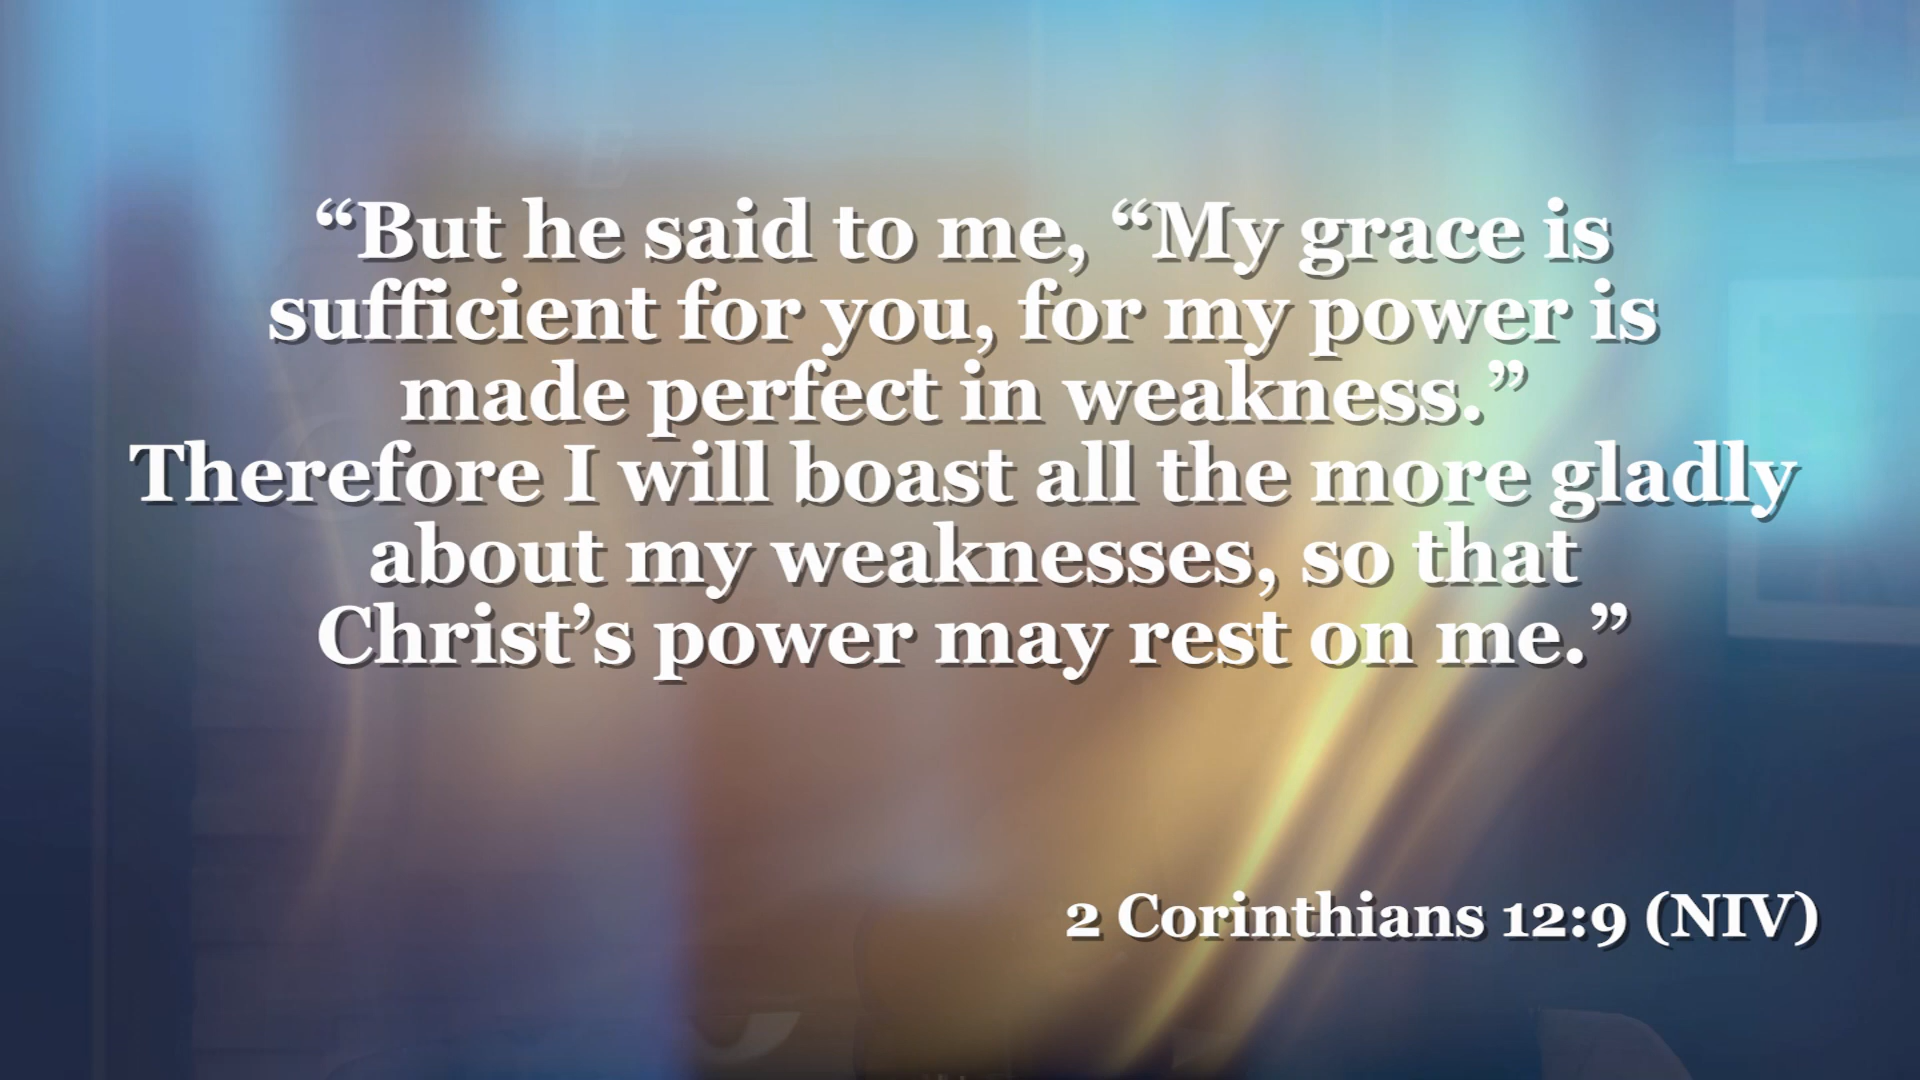 “But he said to me, “My grace is
sufficient for you, for my power is
made perfect in weakness.”
Therefore I will boast all the more gladly
about my weaknesses, so that
Christ’s power may rest on me.”
2 Corinthians 12:9 (NIV)